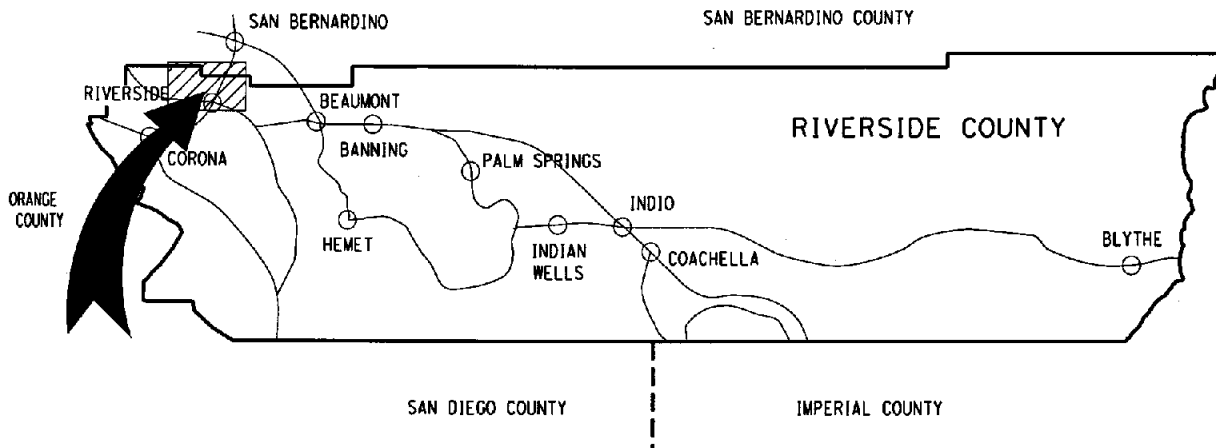 SAN BERNARDINO
SAN BERNARDINO COUNTY
RIVERSIDE
BEAUMONT
RIVERSIDE COUNTY
CORONA
BANNING
PALM SPRINGS
ORANGE
COUNTY
INDIO
HEMET
INDIAN
WELLS
COACHELLA
BLYTHE
SAN DIEGO COUNTY
IMPERIAL COUNTY